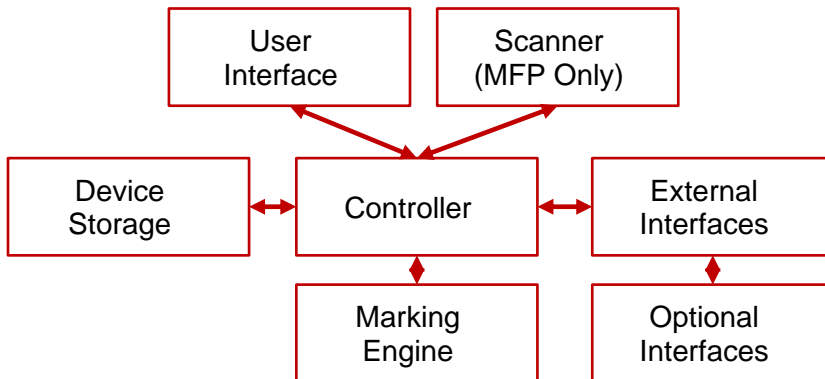 User
Interface
Scanner
(MFP Only)
Device
Storage
Controller
External
Interfaces
Marking
Engine
Optional
Interfaces